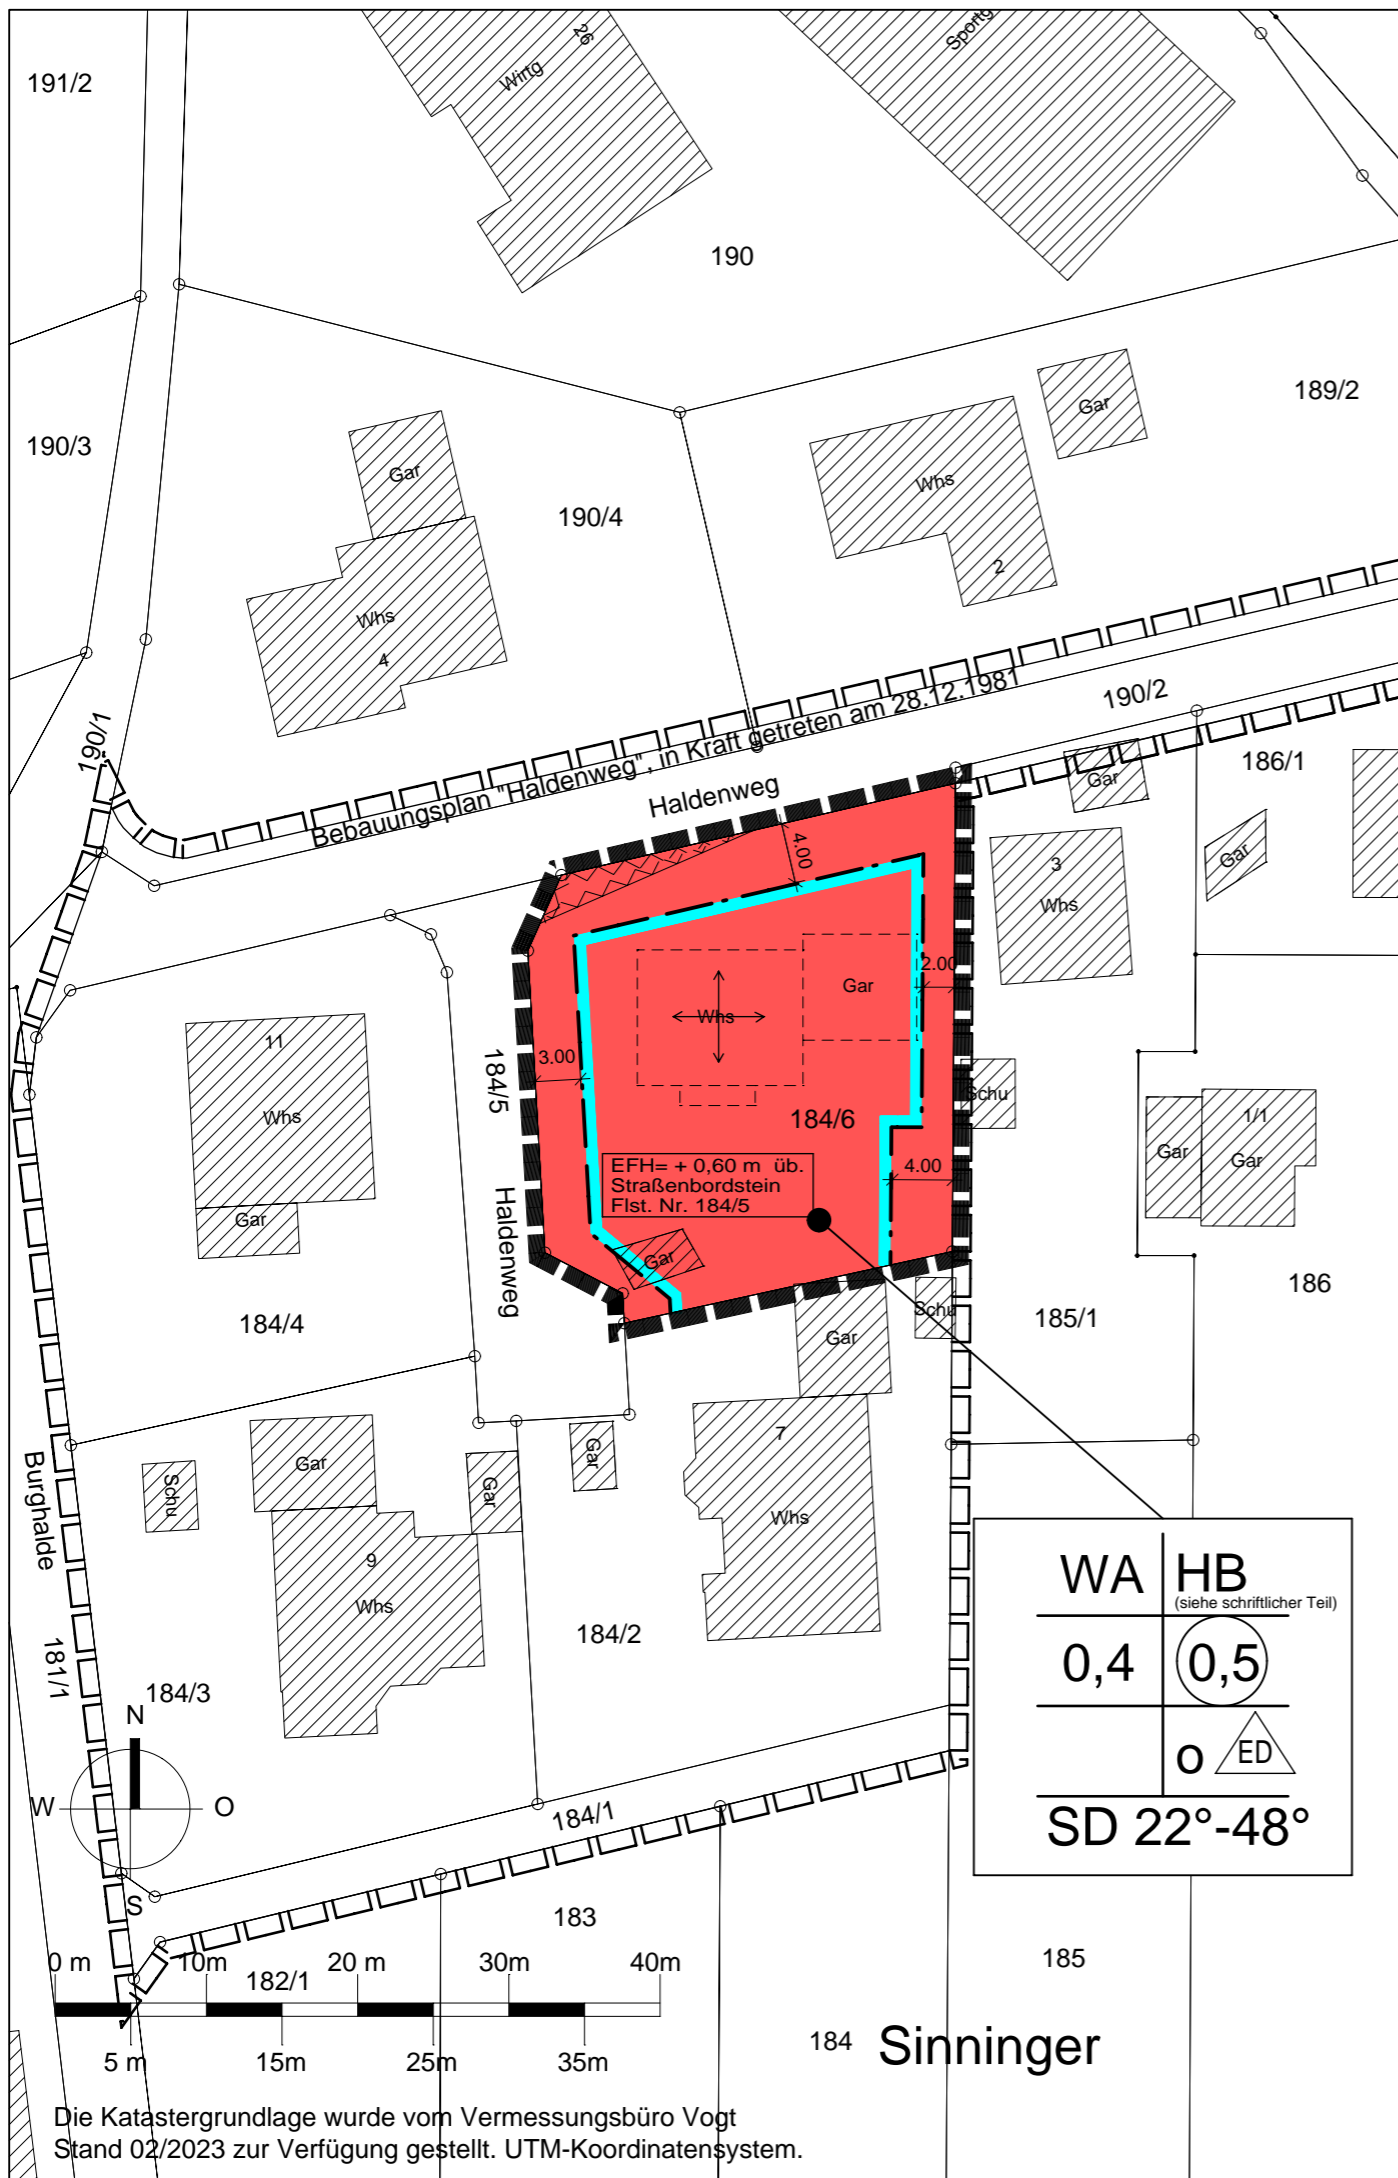 191/2
26
Wirtg
Sportg
190
190/3
Gar
190/4
Whs
4
Gar
189/2
Whs
2
190/1
Bebauungsplan "Haldenweg", in Kraft getreten am 28.12.1981
190/2
Haldenweg
186/1
Gar
3
Whs
Gar
4.00
2.00
Gar
Whs
3.00
184/5
184/6
4.00
EFH= + 0,60 m üb.
Straßenbordstein
Flst. Nr. 184/5
Gar
Haldenweg
11
Whs
Gar
184/4
Schu
1/1
Gar
Gar
186
185/1
Schu
Gar
7
Whs
Gar
Gar
Gar
Schu
9
Whs
Burghalde
181/1
184/3
184/2
WA
HB
(siehe schriftlicher Teil)
0,4
0,5
o
ED
SD 22°-48°
N
W
O
S
184/1
183
182/1
185
184
Sinninger
0 m
10m
20 m
30m
40m
5 m
15m
25m
35m
Die Katastergrundlage wurde vom Vermessungsbüro Vogt
Stand 02/2023 zur Verfügung gestellt. UTM-Koordinatensystem.